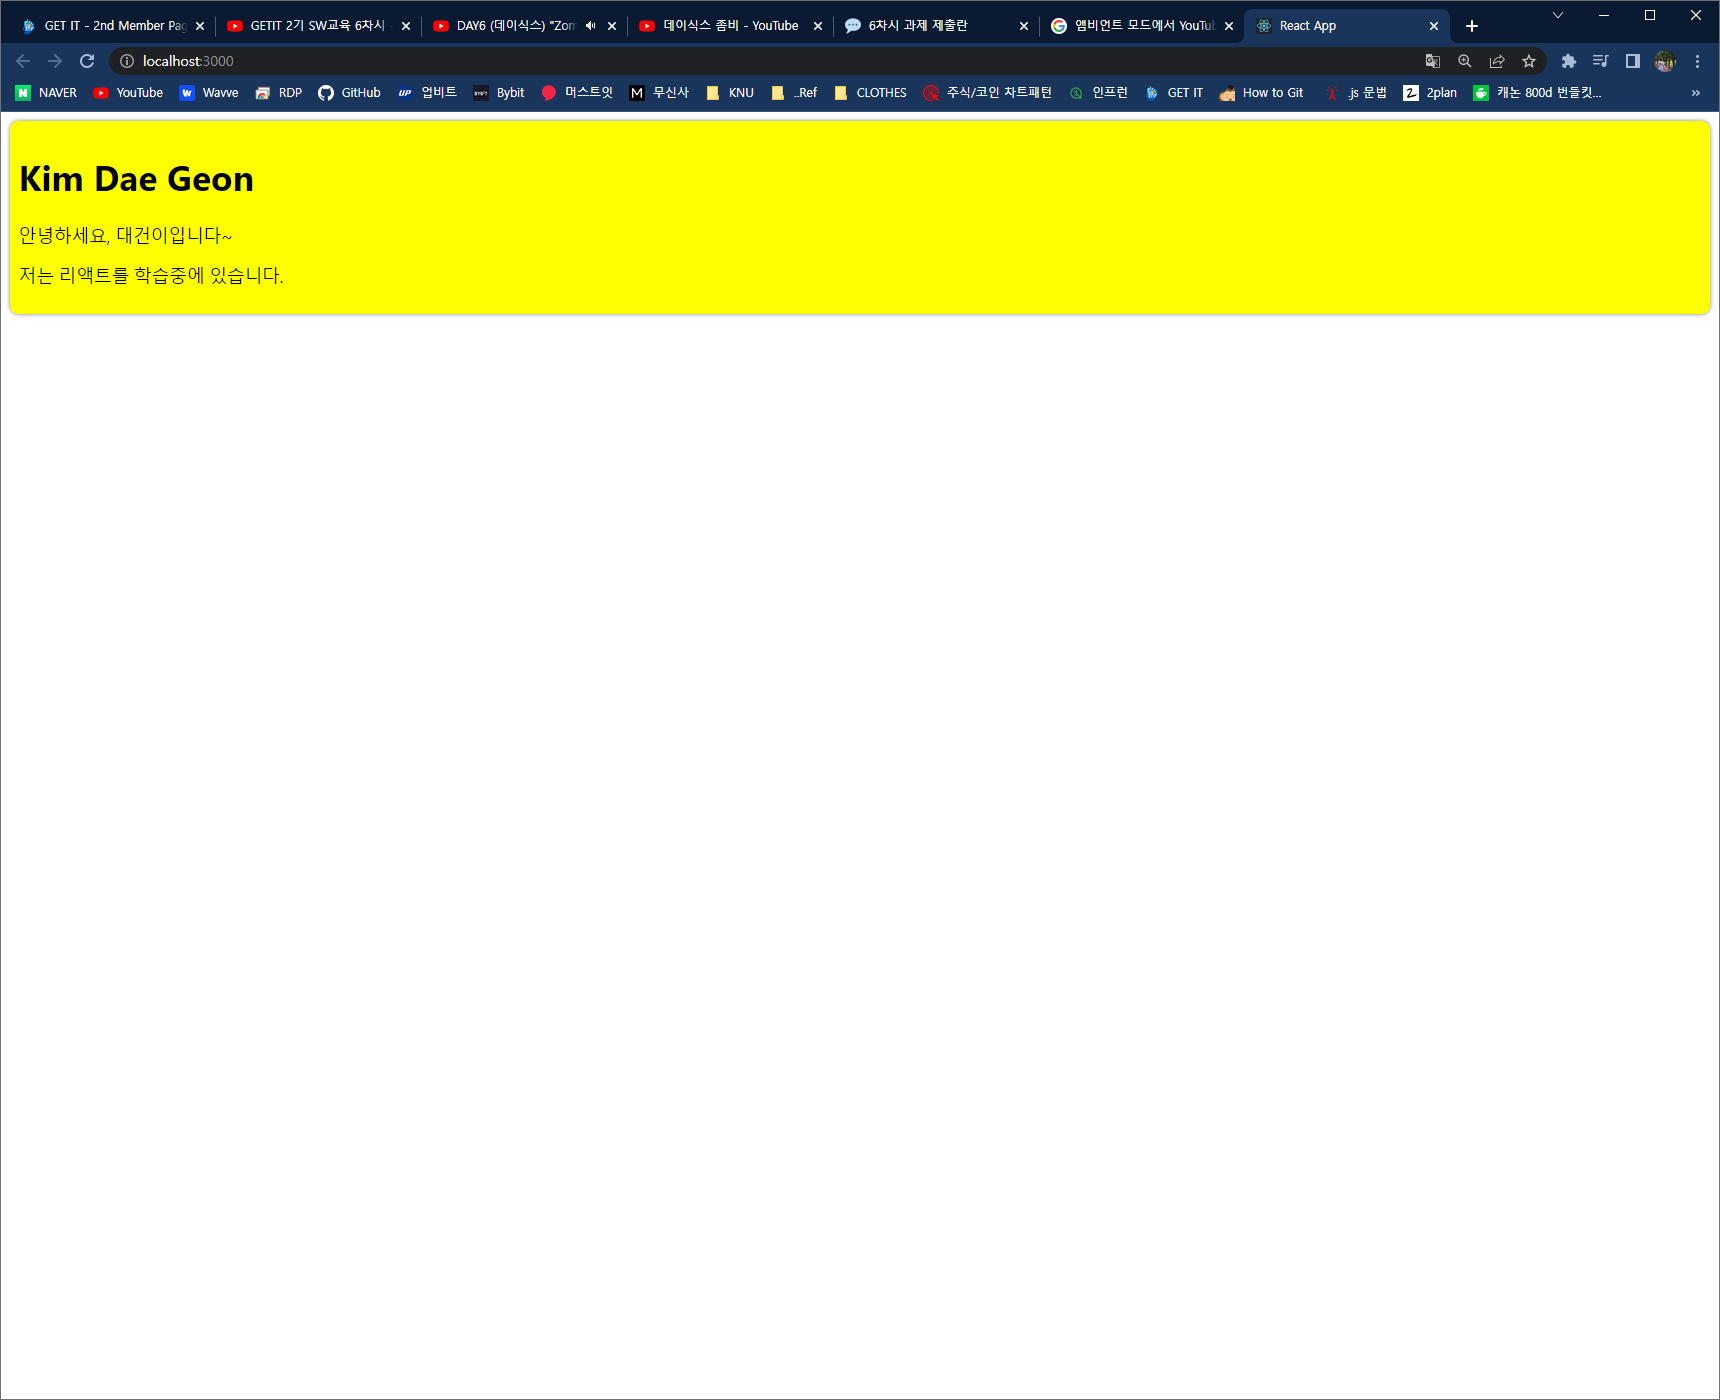 GET IT - 2nd Member Pag
GETIT 2기 SW교육 6차시
DAY6 (데이식스) "Zom
데이식스 좀비 - YouTube
6차시 과제 제출란
앰비언트 모드에서 YouTub
React App
localhost:3000
NAVER
YouTube
Wavve
RDP
GitHub
UP 업비트
Bybit
머스트잇
M 무신사
KNU
..Ref
CLOTHES
주식/코인 차트패턴
인프런
GET IT
How to Git
.js 문법
2plan
캐논 800d 번들킷...
Kim Dae Geon
안녕하세요, 대건이입니다~
저는 리액트를 학습중에 있습니다.